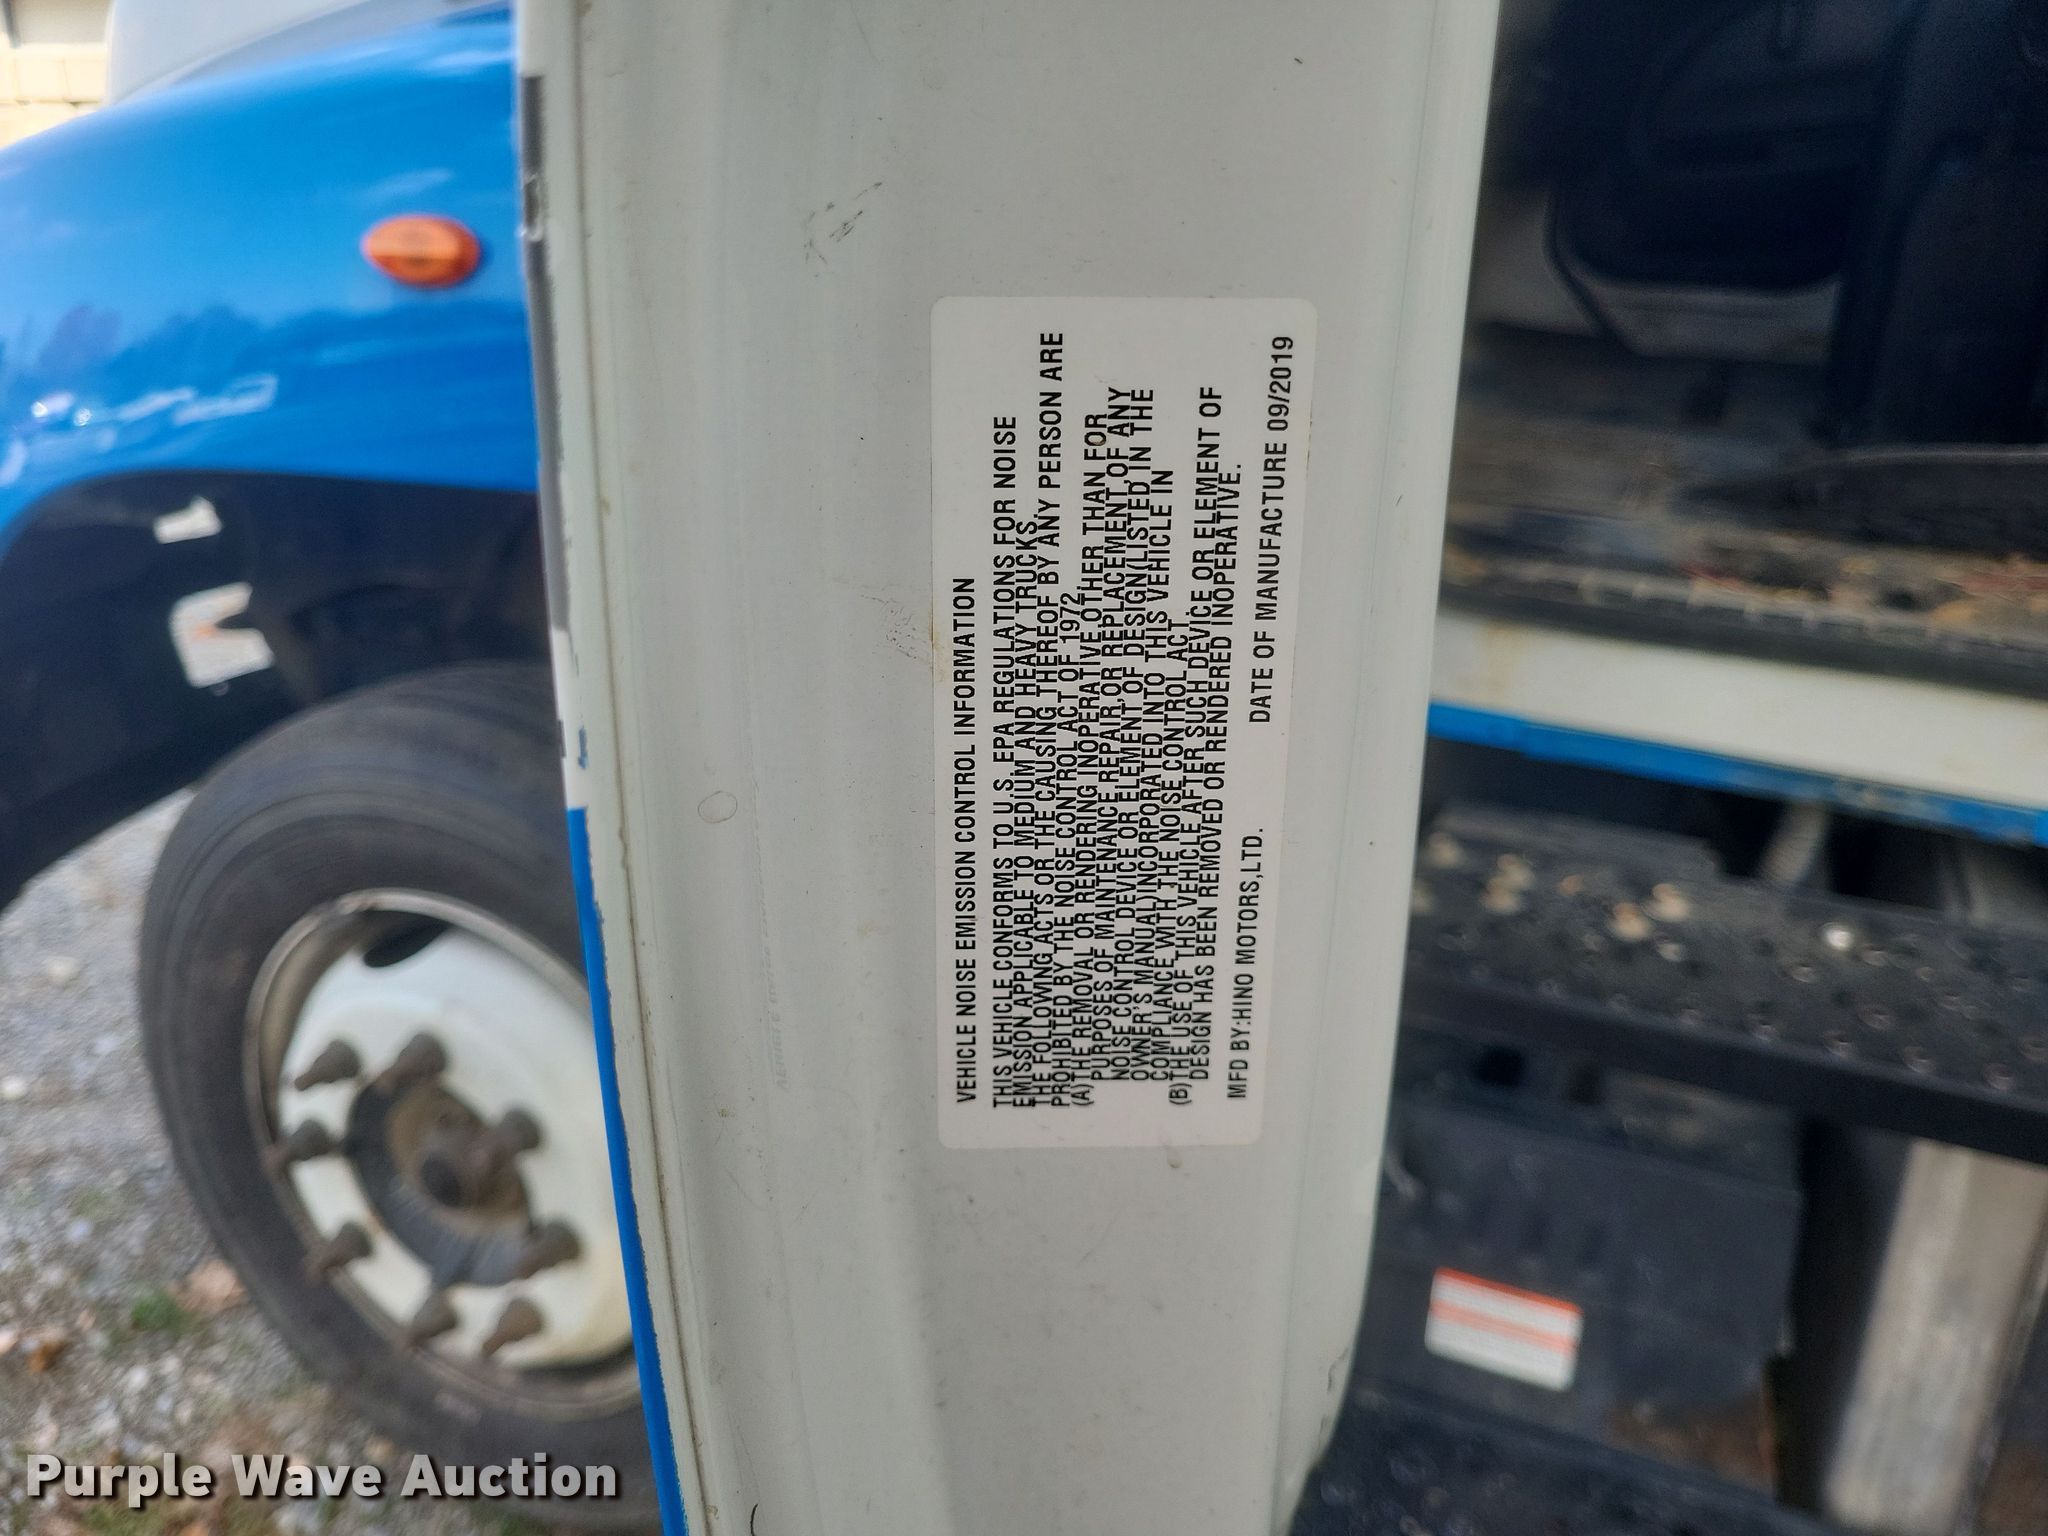 VEHICLE NOISE EMISSION CONTROL INFORMATION
THIS VEHICLE CONFORMS TO U.S. EPA REGULATIONS FOR NOISE
EMISSION APPLICABLE TO MEDIUM AND HEAVY TRUCKS.
THE FOLLOWING ACTS OR THE CAUSING THEREOF BY ANY PERSON ARE
PROHIBITED BY THE NOISE CONTROL ACT OF 1972.
(A)THE REMOVAL OR RENDERING INOPERATIVE OTHER THAN FOR
PURPOSES OF MAINTENANCE,REPAIR,OR REPLACEMENT,OF ANY
NOISE CONTROL DEVICE OR ELEMENT OF DESIGN(LISTED IN THE
OWNER'S MANUAL)INCORPORATED INTO THIS VEHICLE IN
COMPLIANCE WITH THE NOISE CONTROL ACT.
(B)THE USE OF THIS VEHICLE AFTER SUCH DEVICE OR ELEMENT OF
DESIGN HAS BEEN REMOVED OR RENDERED INOPERATIVE.
MFD BY:HINO MOTORS,LTD. DATE OF MANUFACTURE 09/2019
Purple Wave Auction